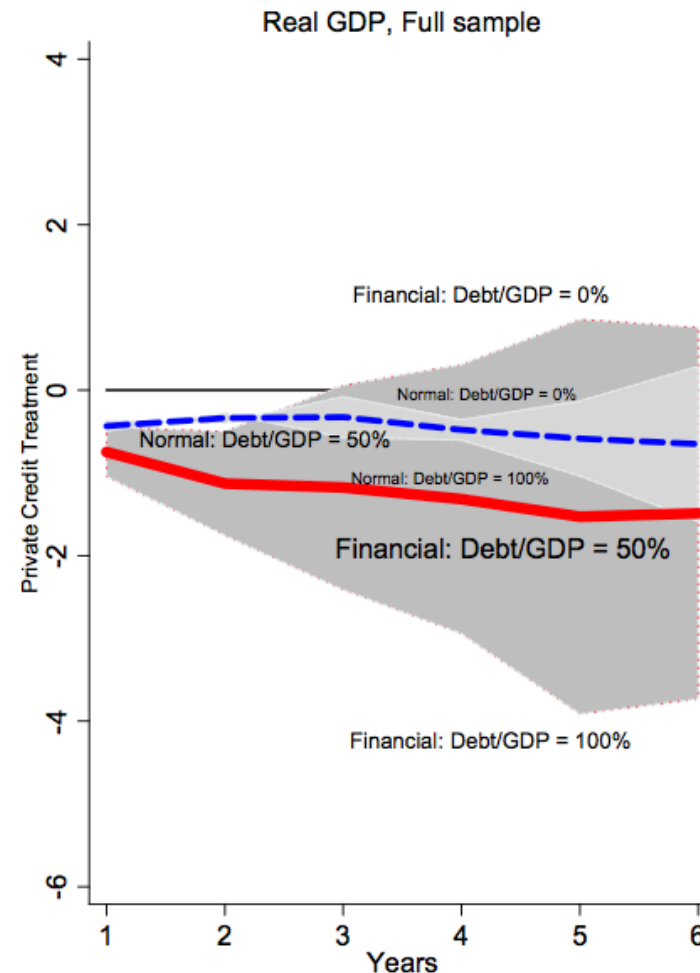 Real GDP, Full sample
Private Credit Treatment
4
2
0
-2
-4
-6
Financial: Debt/GDP = 0%
Normal: Debt/GDP = 0%
Normal: Debt/GDP = 50%
Normal: Debt/GDP = 100%
Financial: Debt/GDP = 50%
Financial: Debt/GDP = 100%
1 2 3 4 5 6
Years